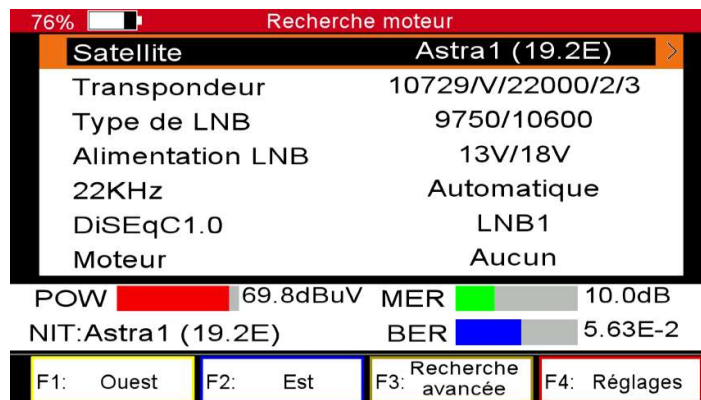 76% Recherche moteur
Satellite Astra1 (19.2E) >
Transpondeur 10729/V/22000/2/3
Type de LNB 9750/10600
Alimentation LNB 13V/18V
22KHz Automatique
DiSEqC1.0 LNB1
Moteur Aucun
POW 69.8dBuV MER 10.0dB
NIT:Astra1 (19.2E) BER 5.63E-2
F1: Ouest F2: Est F3: Recherche avancée F4: Réglages